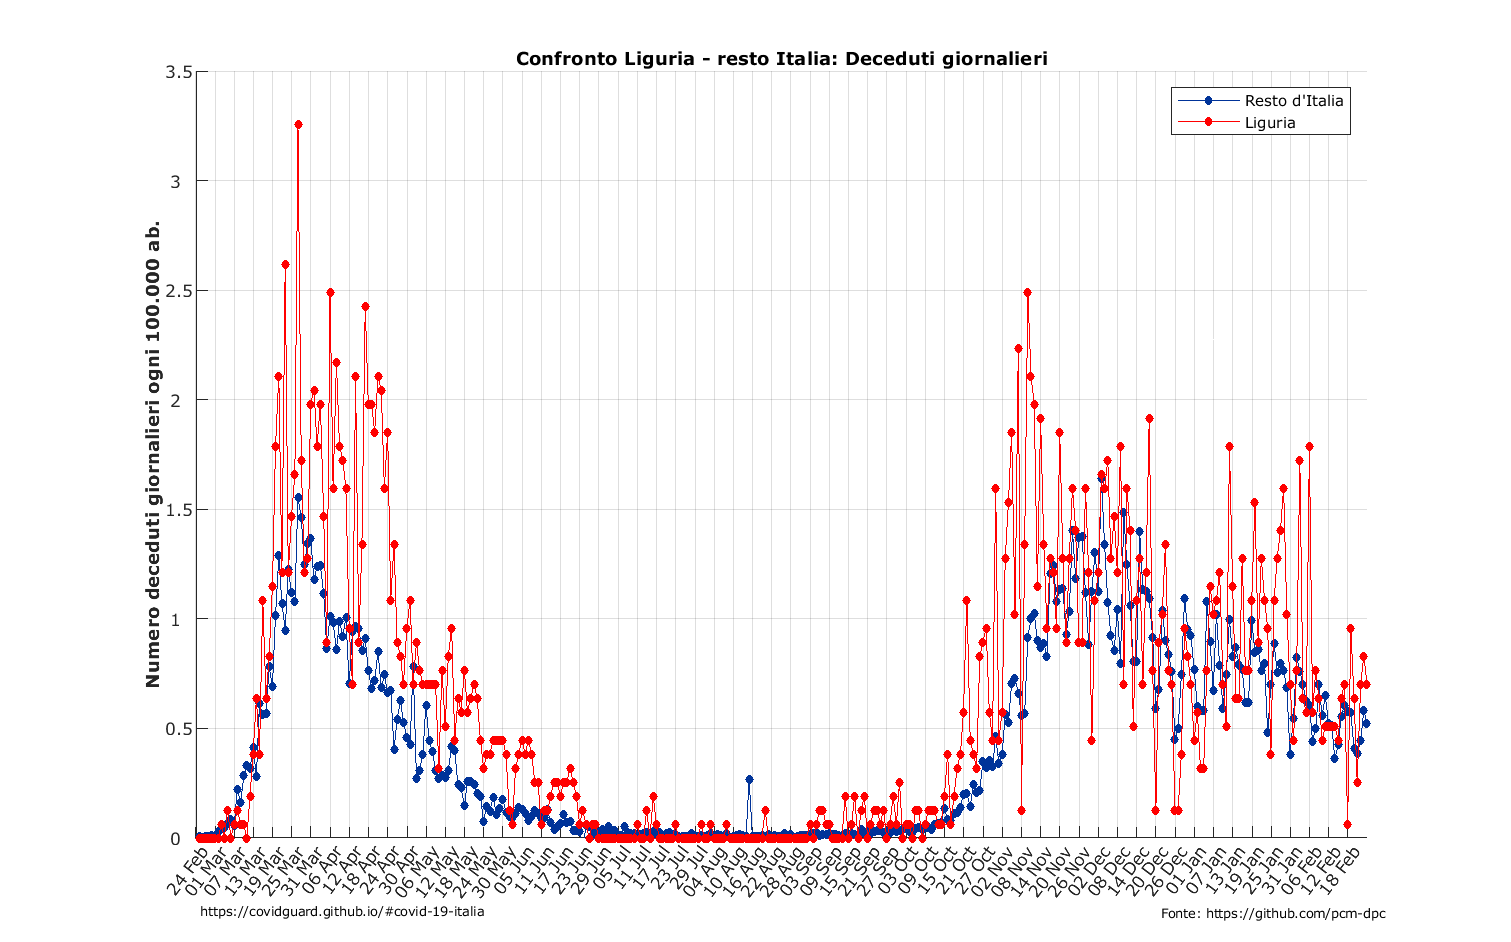 Confronto Liguria - resto Italia: Deceduti giornalieri
Numero deceduti giornalieri ogni 100.000 ab.
3.5
3
2.5
2
1.5
1
0.5
0
Resto d'Italia
Liguria
24 Feb
01 Mar
07 Mar
13 Mar
19 Mar
25 Mar
31 Mar
06 Apr
12 Apr
18 Apr
24 Apr
30 Apr
06 May
12 May
18 May
24 May
30 May
05 Jun
11 Jun
17 Jun
23 Jun
29 Jun
05 Jul
11 Jul
17 Jul
23 Jul
29 Jul
04 Aug
10 Aug
16 Aug
22 Aug
28 Aug
03 Sep
09 Sep
15 Sep
21 Sep
27 Sep
03 Oct
09 Oct
15 Oct
21 Oct
27 Oct
02 Nov
08 Nov
14 Nov
20 Nov
26 Nov
02 Dec
08 Dec
14 Dec
20 Dec
26 Dec
01 Jan
07 Jan
13 Jan
19 Jan
25 Jan
31 Jan
06 Feb
12 Feb
18 Feb
https://covidguard.github.io/#covid-19-italia
Fonte: https://github.com/pcm-dpc